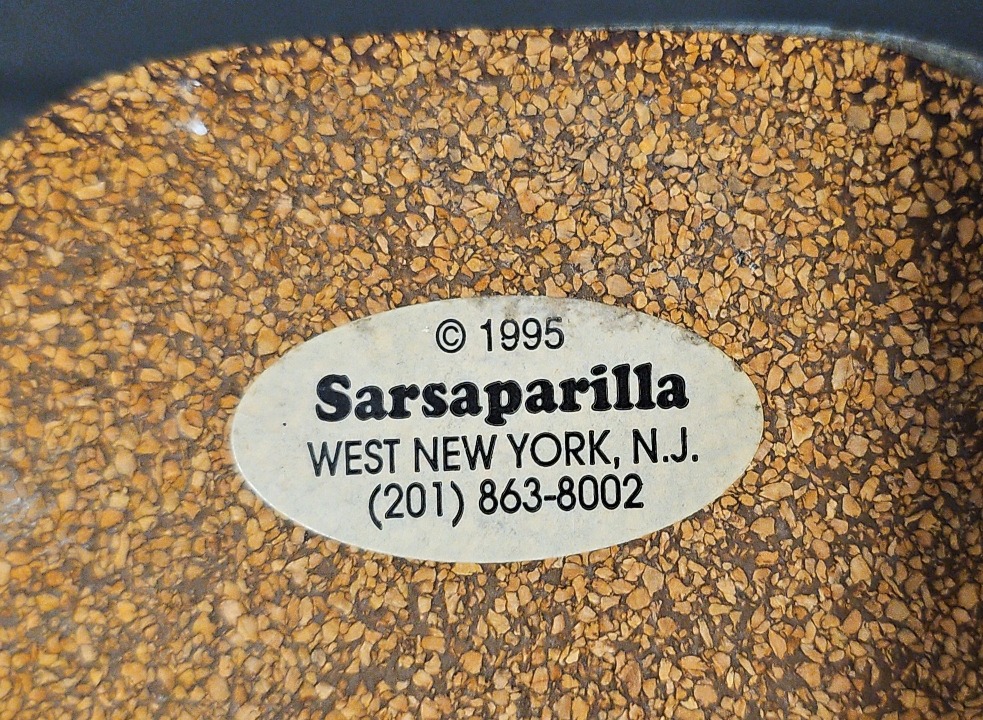 © 1995
Sarsaparilla
WEST NEW YORK, N.J.
(201) 863-8002